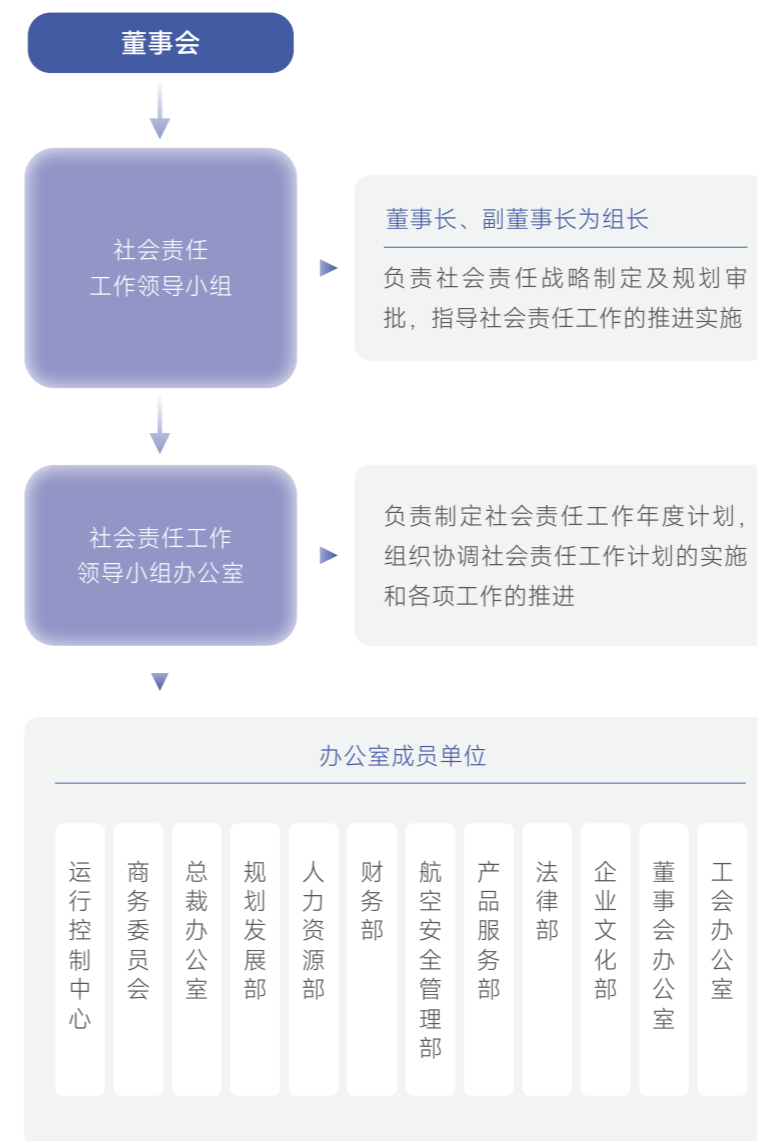 董事会
社会责任
工作领导小组
董事长、副董事长为组长
负责社会责任战略制定及规划审
批，指导社会责任工作的推进实施
社会责任工作
领导小组办公室
负责制定社会责任工作年度计划，
组织协调社会责任工作计划的实施
和各项工作的推进
办公室成员单位
运行控制中心
商务委员会
总裁办公室
规划发展部
人力资源部
财务部
航空安全管理部
产品服务部
法律部
企业文化部
董事会办公室
工会办公室